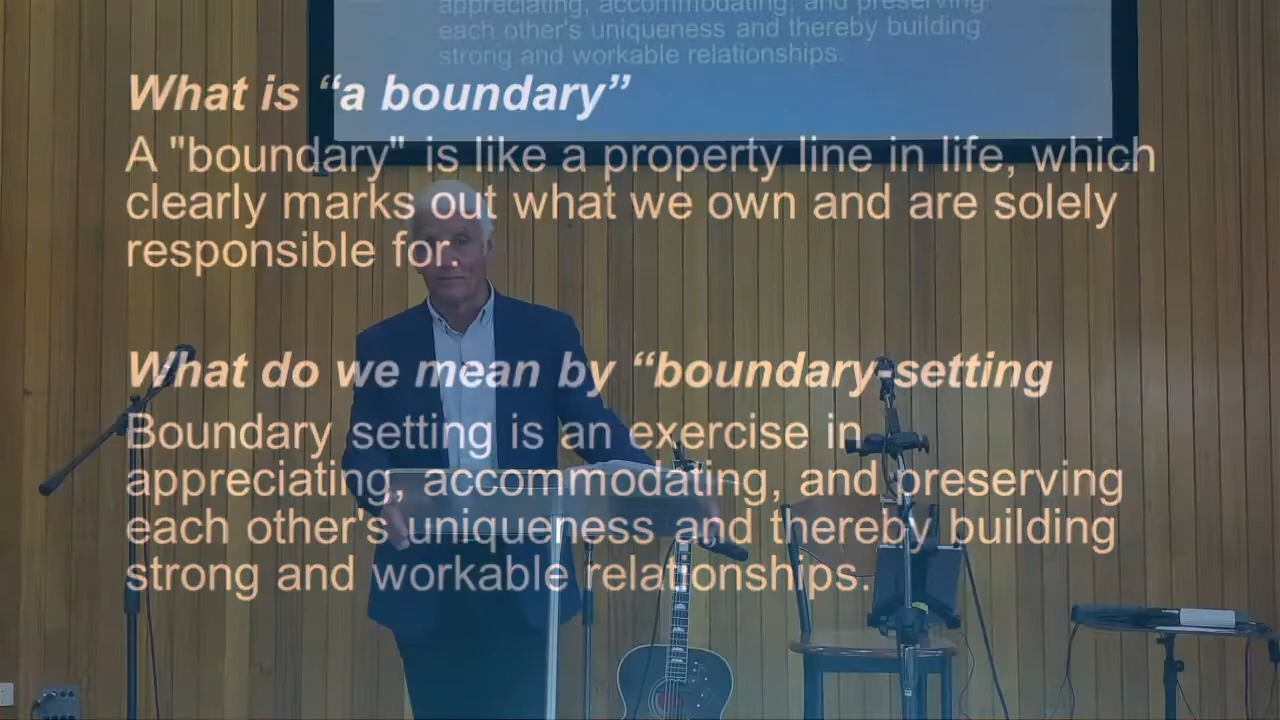 appreciating, accommodating, and preserving
each other's uniqueness and thereby building
strong and workable relationships.
What is “a boundary”
A "boundary" is like a property line in life, which
clearly marks out what we own and are solely
responsible for.
What do we mean by “boundary-setting
Boundary setting is an exercise in
appreciating, accommodating, and preserving
each other's uniqueness and thereby building
strong and workable relationships.